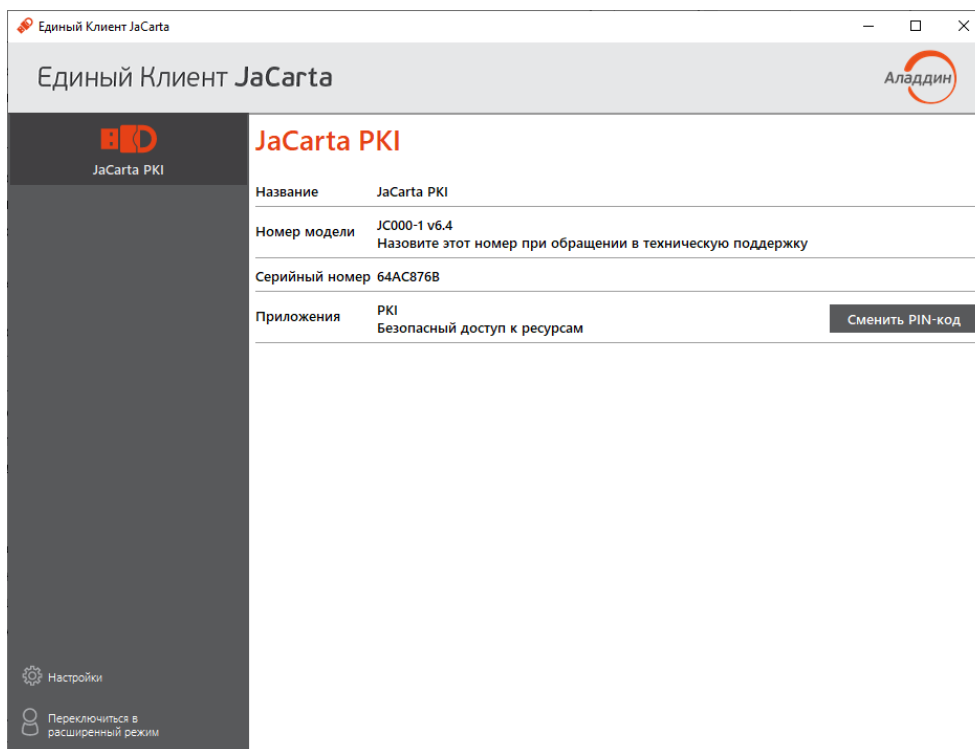 Единый Клиент JaCarta
Единый Клиент JaCarta
Аладдин
JaCarta PKI
JaCarta PKI
Название JaCarta PKI
Номер модели JC000-1 v6.4
Назовите этот номер при обращении в техническую поддержку
Серийный номер 64AC876B
Приложения PKI
Безопасный доступ к ресурсам
Сменить PIN-код
Настройки
Переключиться в
расширенный режим